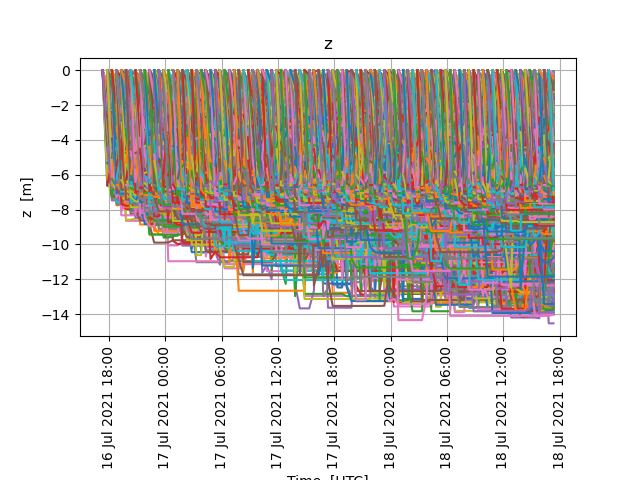 z
0
−2
−4
−6
−8
−10
−12
−14
z [m]
16 Jul 2021 18:00
17 Jul 2021 00:00
17 Jul 2021 06:00
17 Jul 2021 12:00
17 Jul 2021 18:00
18 Jul 2021 00:00
18 Jul 2021 06:00
18 Jul 2021 12:00
18 Jul 2021 18:00
Time [UTC]